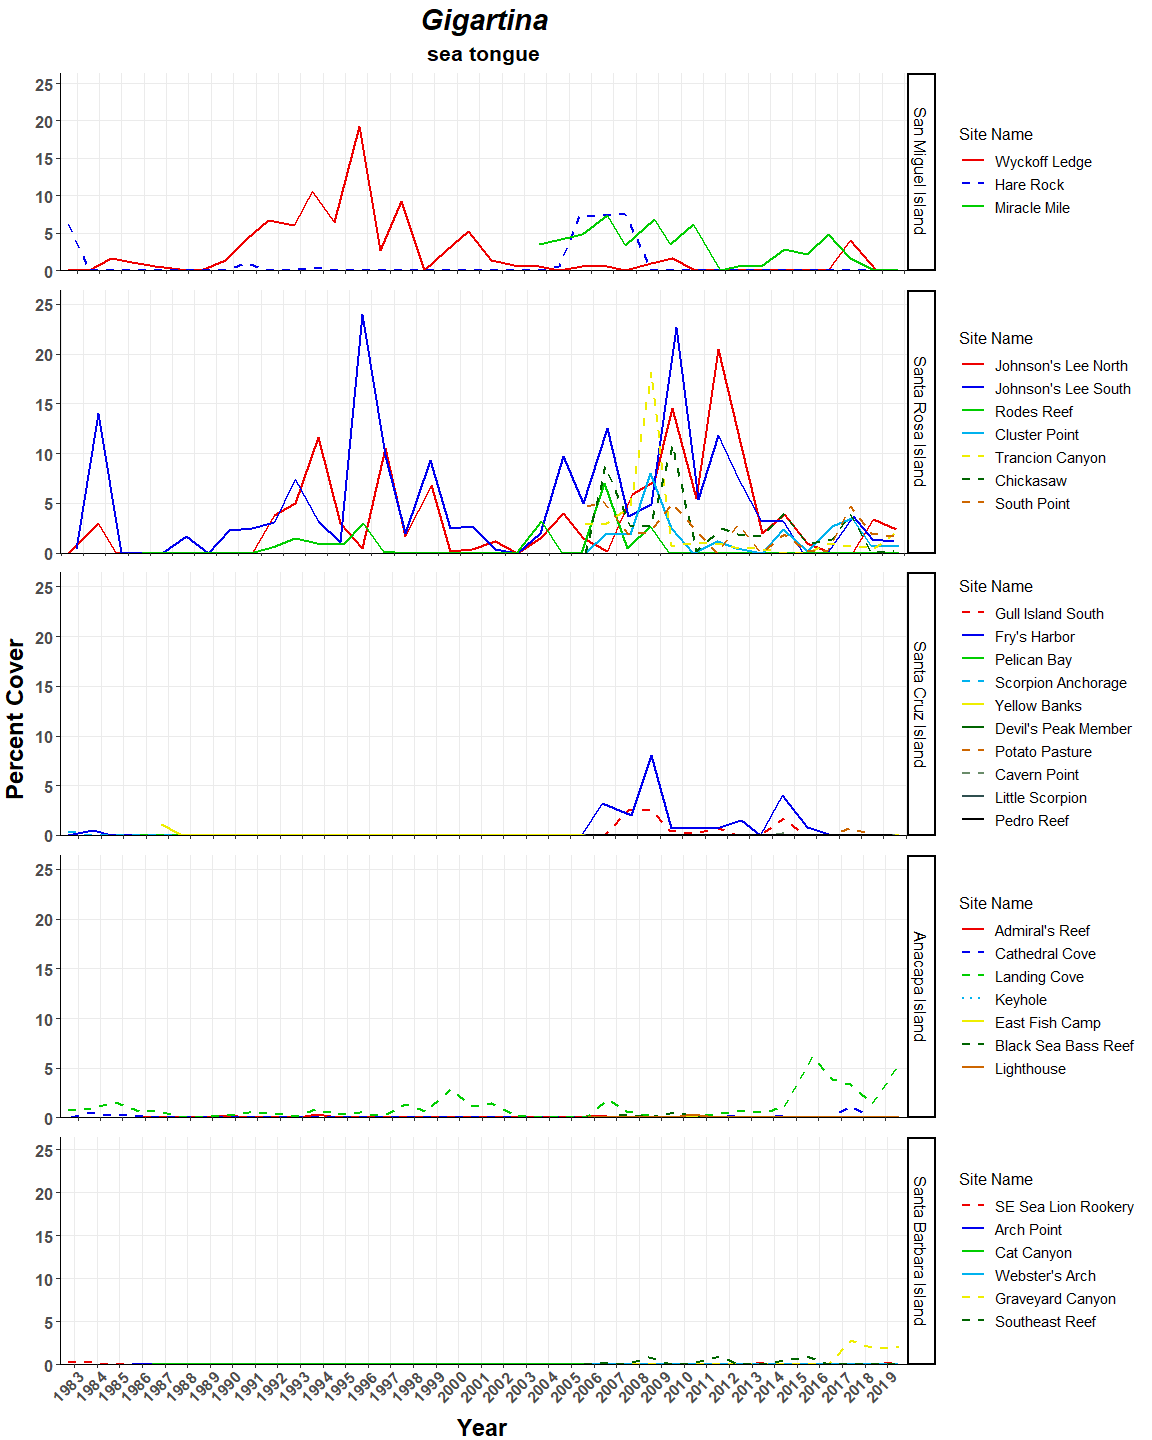 Gigartina
sea tongue
25
20
15
10
5
0
San Miguel Island
Site Name
Wyckoff Ledge
Hare Rock
Miracle Mile
25
20
15
10
5
0
Santa Rosa Island
Site Name
Johnson's Lee North
Johnson's Lee South
Rodes Reef
Cluster Point
Trancion Canyon
Chickasaw
South Point
Percent Cover
25
20
15
10
5
0
Santa Cruz Island
Site Name
Gull Island South
Fry's Harbor
Pelican Bay
Scorpion Anchorage
Yellow Banks
Devil's Peak Member
Potato Pasture
Cavern Point
Little Scorpion
Pedro Reef
25
20
15
10
5
0
Anacapa Island
Site Name
Admiral's Reef
Cathedral Cove
Landing Cove
Keyhole
East Fish Camp
Black Sea Bass Reef
Lighthouse
25
20
15
10
5
0
Santa Barbara Island
Site Name
SE Sea Lion Rookery
Arch Point
Cat Canyon
Webster's Arch
Graveyard Canyon
Southeast Reef
1983 1984 1985 1986 1987 1988 1989 1990 1991 1992 1993 1994 1995 1996 1997 1998 1999 2000 2001 2002 2003 2004 2005 2006 2007 2008 2009 2010 2011 2012 2013 2014 2015 2016 2017 2018 2019
Year